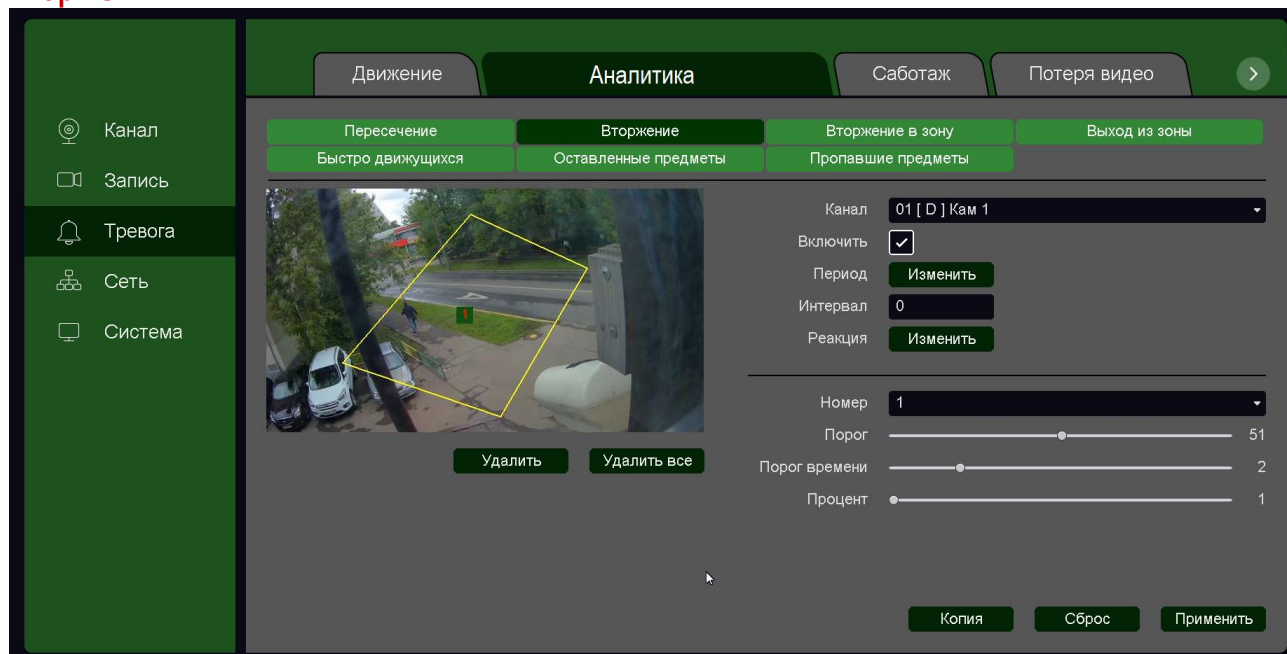 Движение Аналитика Саботаж Потеря видео >
Канал
Запись
Тревога
Сеть
Система
Пересечение Вторжение Вторжение в зону Выход из зоны
Быстро движущихся Оставленные предметы Пропавшие предметы
1
Канал 01 [ D ] Кам 1
Включить
Период Изменить
Интервал 0
Реакция Изменить
Номер 1
Порог 51
Порог времени 2
Процент 1
Удалить Удалить все
Копия Сброс Применить